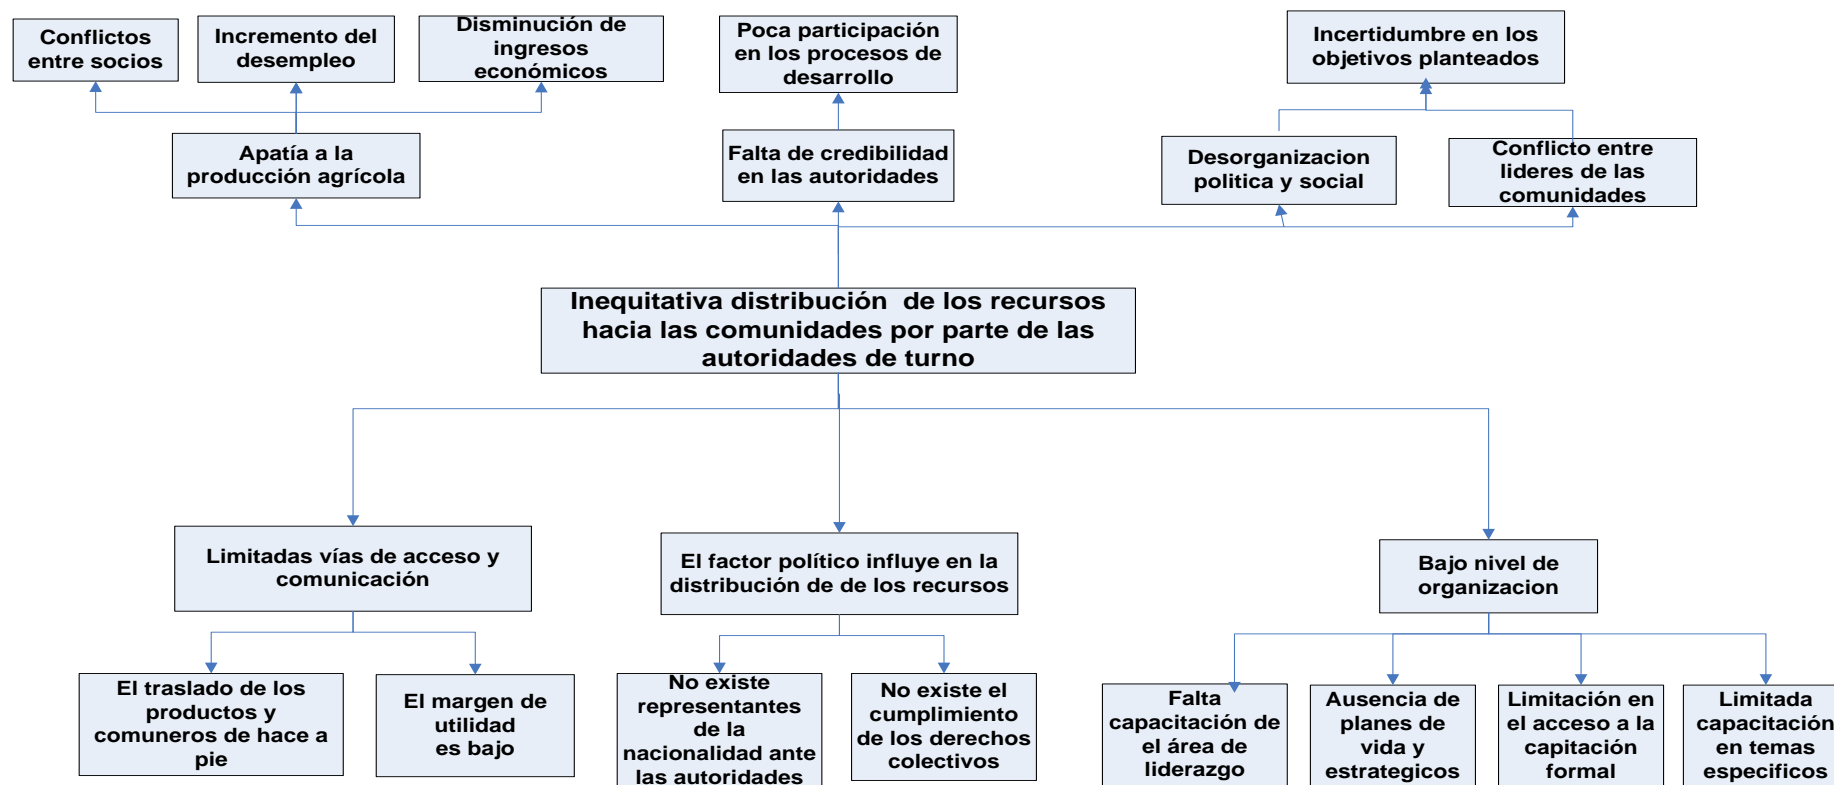 Conflictos
entre socios
Incremento del
desempleo
Disminución de
ingresos
económicos
Poca participación
en los procesos de
desarrollo
Incertidumbre en los
objetivos planteados
Apatía a la
producción agrícola
Falta de credibilidad
en las autoridades
Desorganizacion
politica y social
Conflicto entre
lideres de las
comunidades
Inequitativa distribución de los recursos
hacia las comunidades por parte de las
autoridades de turno
Limitadas vías de acceso y
comunicación
El factor político influye en la
distribución de de los recursos
Bajo nivel de
organizacion
El traslado de los
productos y
comuneros de hace a
pie
El margen de
utilidad
es bajo
No existe
representantes
de la
nacionalidad ante
las autoridades
No existe el
cumplimiento
de los derechos
colectivos
Falta
capacitación de
el área de
liderazgo
Ausencia de
planes de
vida y
estrategicos
Limitación en
el acceso a la
capitación
formal
Limitada
capacitación
en temas
especificos